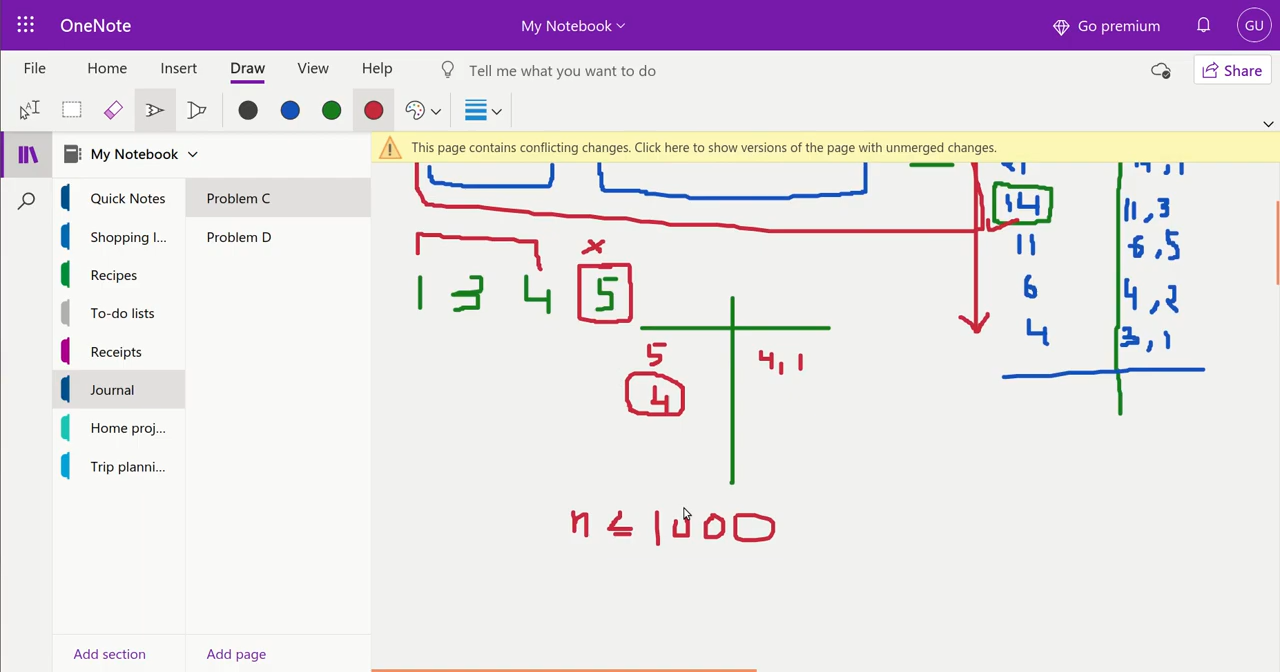 OneNote
My Notebook
Go premium
GU
File Home Insert Draw View Help
Tell me what you want to do
Share
My Notebook
This page contains conflicting changes. Click here to show versions of the page with unmerged changes.
Quick Notes
Problem C
Shopping l...
Problem D
Recipes
To-do lists
Receipts
Journal
Home proj...
Trip planni...
14 11, 3
11 6, 5
6 4, 2
4 3, 1
x
1 3 4 5
5 4, 1
4
n ≤ 1000
Add section
Add page